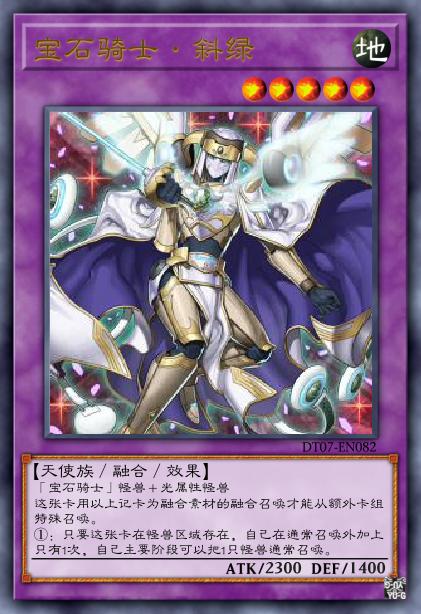 宝石骑士·斜绿
地
DT07-EN082
【天使族／融合／效果】
「宝石骑士」怪兽＋光属性怪兽
这张卡用以上记卡为融合素材的融合召唤才能从额外卡组
特殊召唤。
①：只要这张卡在怪兽区域存在，自己在通常召唤外加上
只有1次，自己主要阶段可以把1只怪兽通常召唤。
ATK/2300 DEF/1400